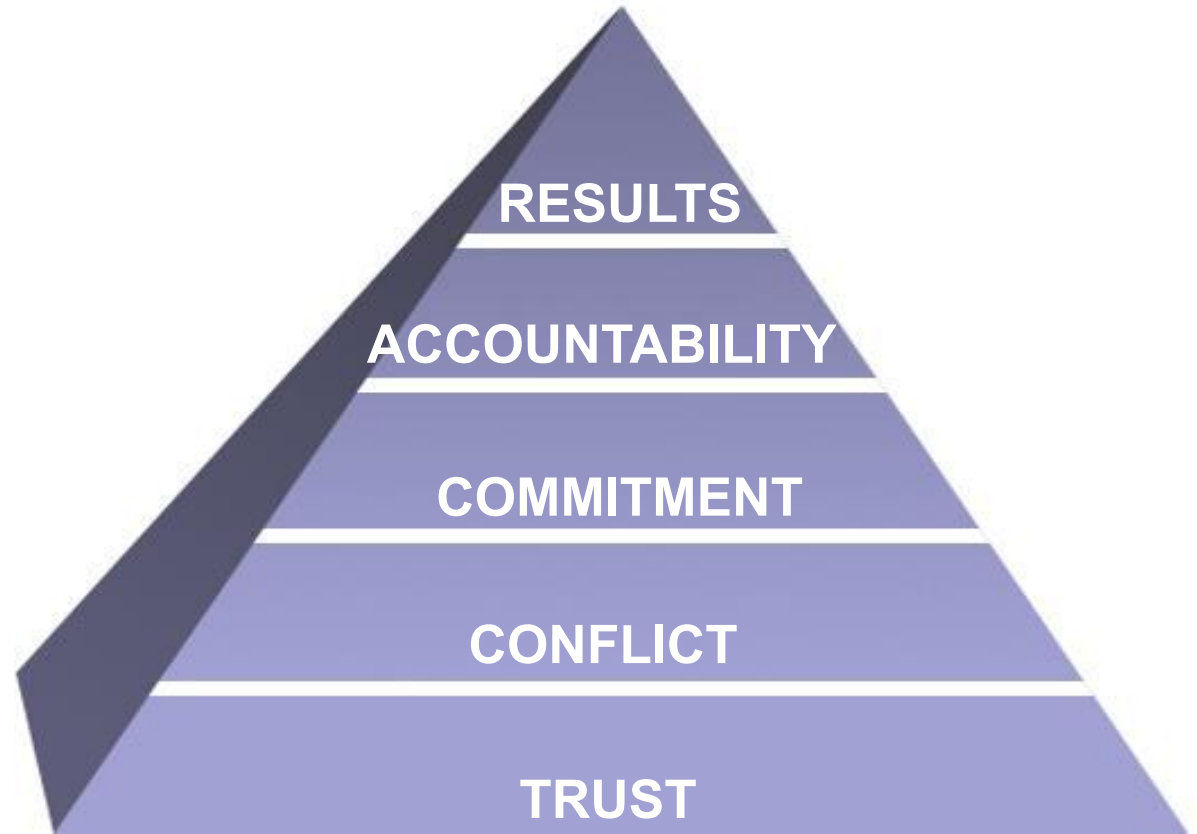 RESULTS
ACCOUNTABILITY
COMMITMENT
CONFLICT
TRUST